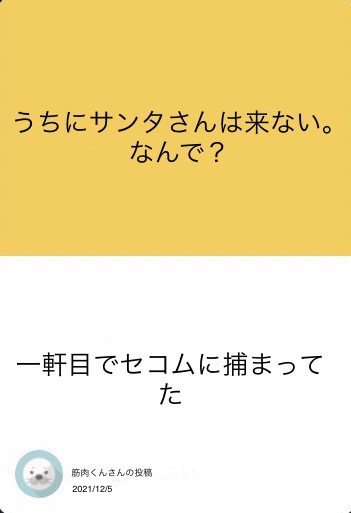 うちにサンタさんは来ない。
なんで？
一軒目でセコムに捕まって
た
筋肉くんさんの投稿
2021/12/5